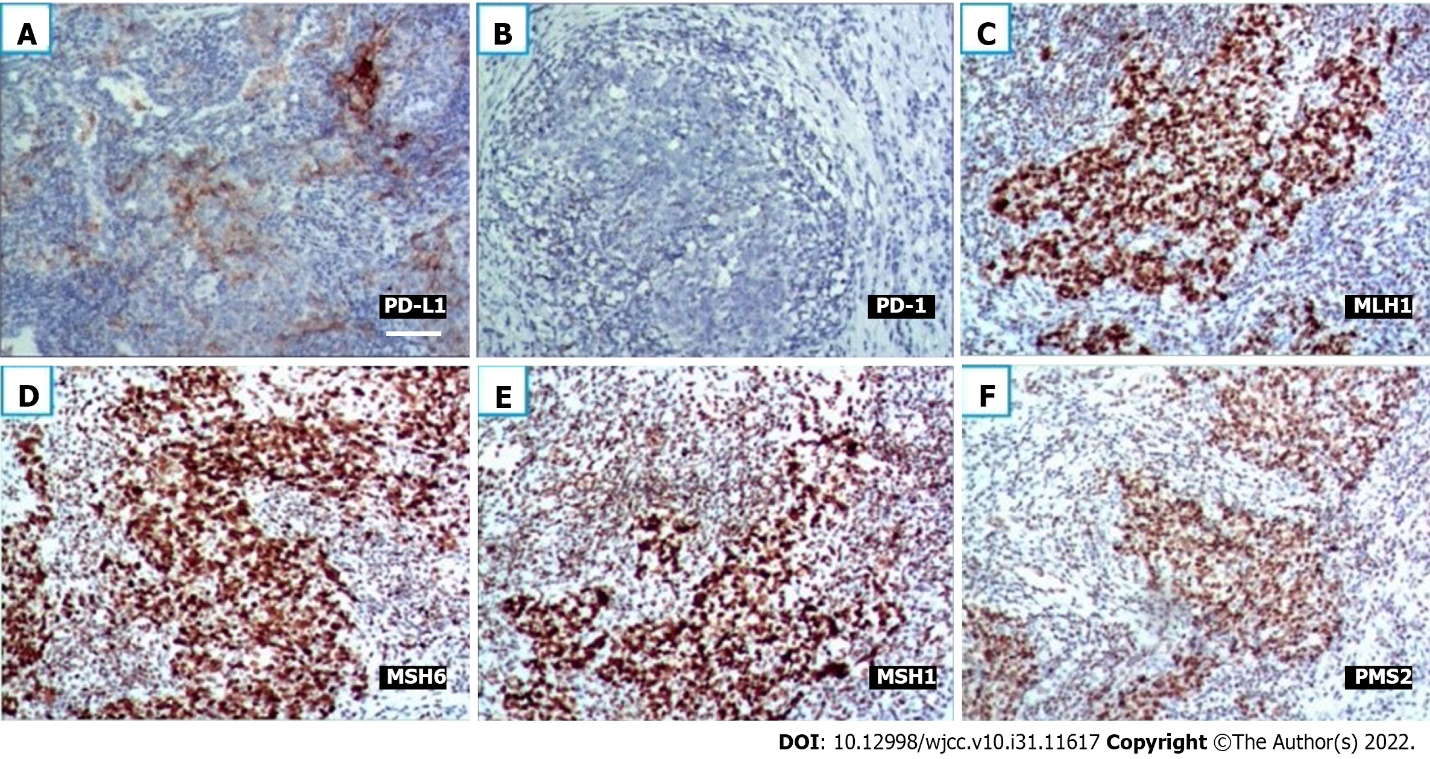 A
B
C
PD-L1
PD-1
MLH1
D
E
F
MSH6
MSH1
PMS2
DOI: 10.12998/wjcc.v10.i31.11617 Copyright ©The Author(s) 2022.